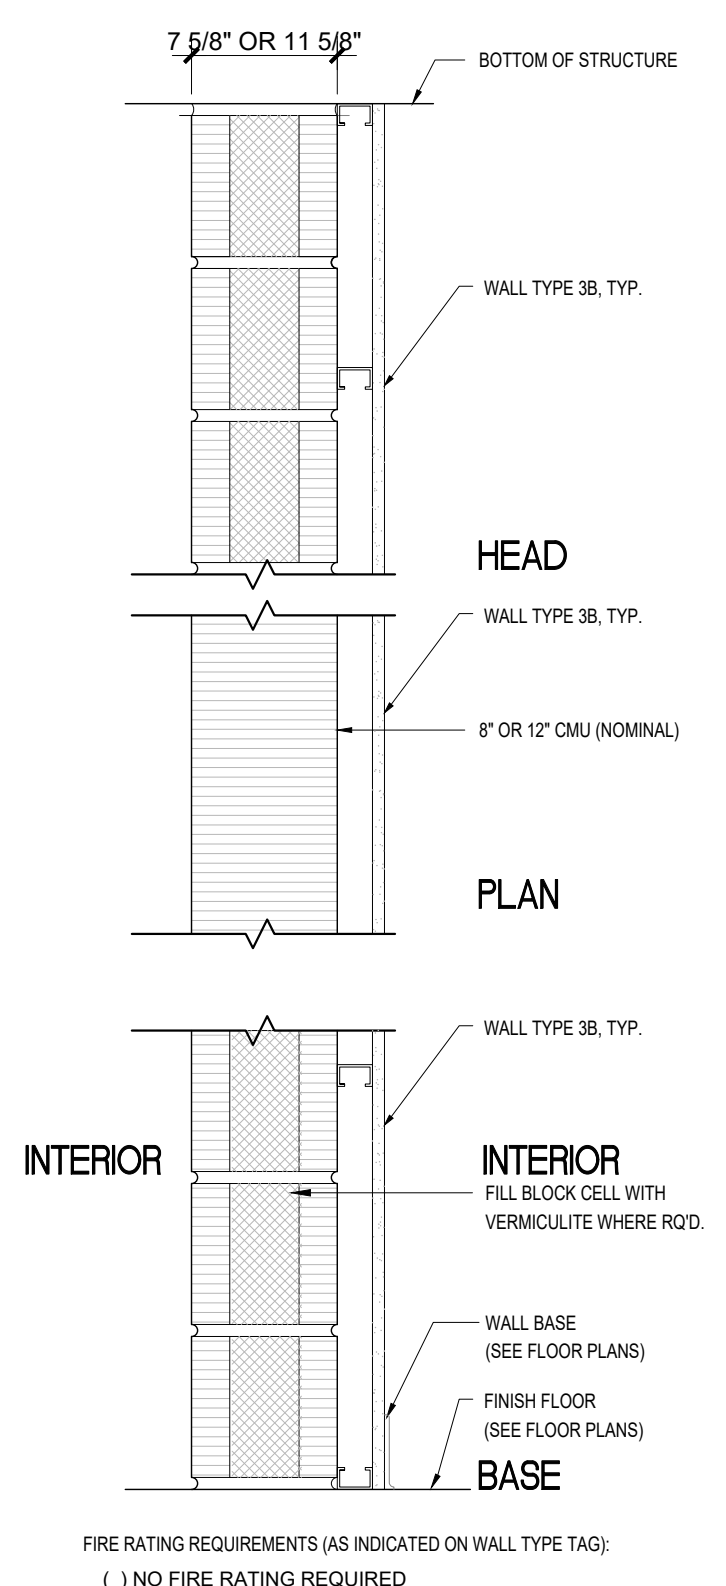 7 5/8" OR 11 5/8"
BOTTOM OF STRUCTURE
WALL TYPE 3B, TYP.
HEAD
WALL TYPE 3B, TYP.
8" OR 12" CMU (NOMINAL)
PLAN
WALL TYPE 3B, TYP.
INTERIOR
INTERIOR
FILL BLOCK CELL WITH
VERMICULITE WHERE RQ'D.
WALL BASE
(SEE FLOOR PLANS)
FINISH FLOOR
(SEE FLOOR PLANS)
BASE
FIRE RATING REQUIREMENTS (AS INDICATED ON WALL TYPE TAG):
( ) NO FIRE RATING REQUIRED